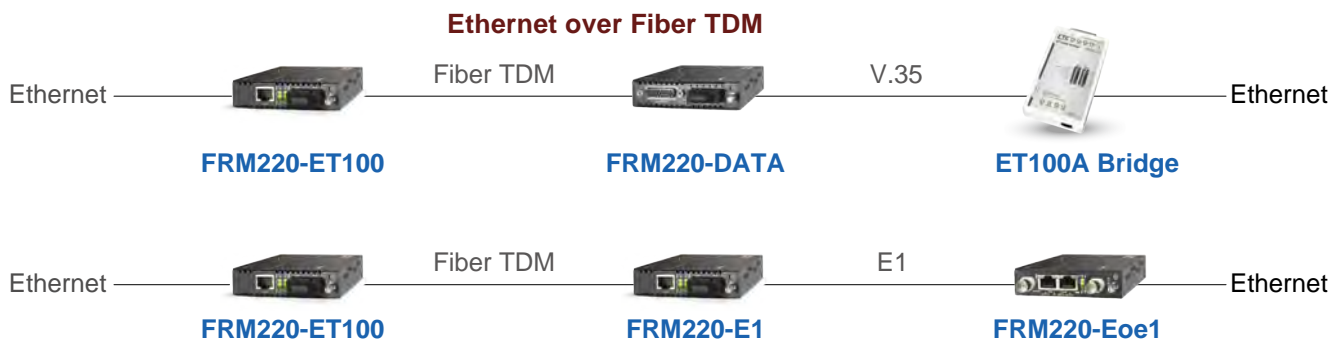 Ethernet over Fiber TDM
Ethernet
Fiber TDM
V.35
Ethernet
FRM220-ET100
FRM220-DATA
ET100A Bridge
Ethernet
Fiber TDM
E1
Ethernet
FRM220-ET100
FRM220-E1
FRM220-Eoe1